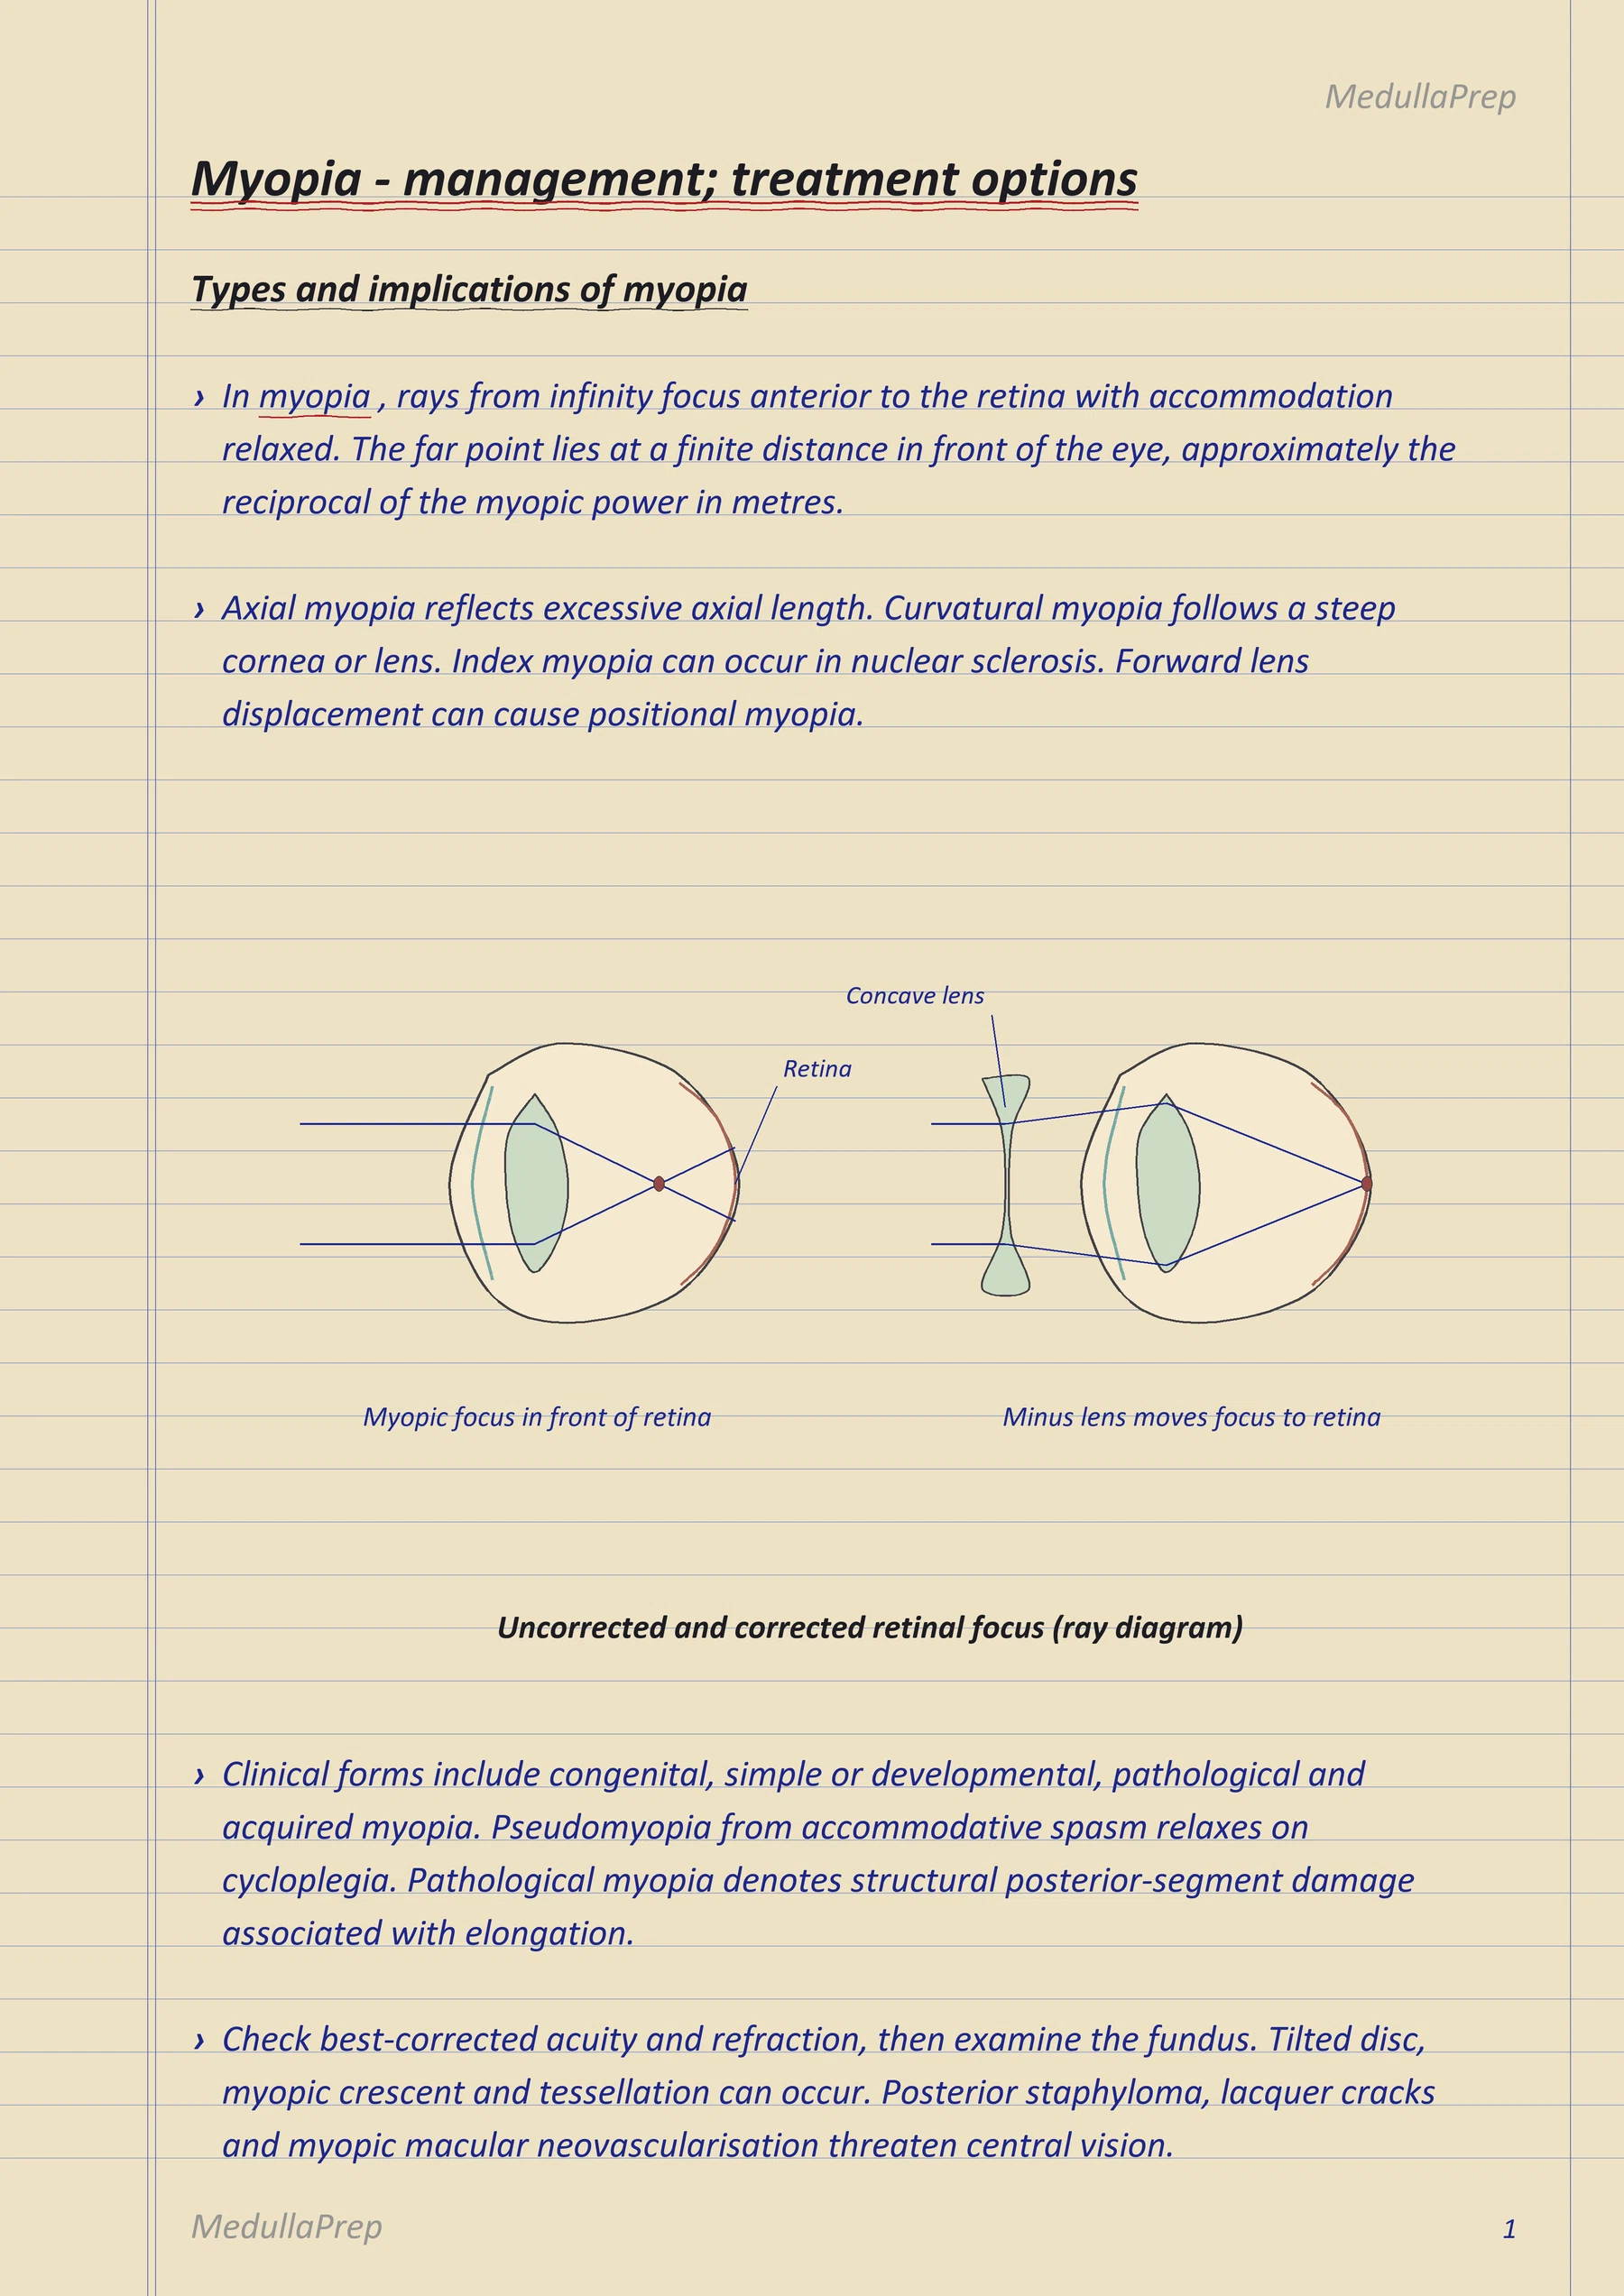 MedullaPrep
Myopia - management; treatment options
Types and implications of myopia
› In myopia , rays from infinity focus anterior to the retina with accommodation
relaxed. The far point lies at a finite distance in front of the eye, approximately the
reciprocal of the myopic power in metres.
› Axial myopia reflects excessive axial length. Curvatural myopia follows a steep
cornea or lens. Index myopia can occur in nuclear sclerosis. Forward lens
displacement can cause positional myopia.
Concave lens
Retina
Myopic focus in front of retina
Minus lens moves focus to retina
Uncorrected and corrected retinal focus (ray diagram)
› Clinical forms include congenital, simple or developmental, pathological and
acquired myopia. Pseudomyopia from accommodative spasm relaxes on
cycloplegia. Pathological myopia denotes structural posterior-segment damage
associated with elongation.
› Check best-corrected acuity and refraction, then examine the fundus. Tilted disc,
myopic crescent and tessellation can occur. Posterior staphyloma, lacquer cracks
and myopic macular neovascularisation threaten central vision.
MedullaPrep
1